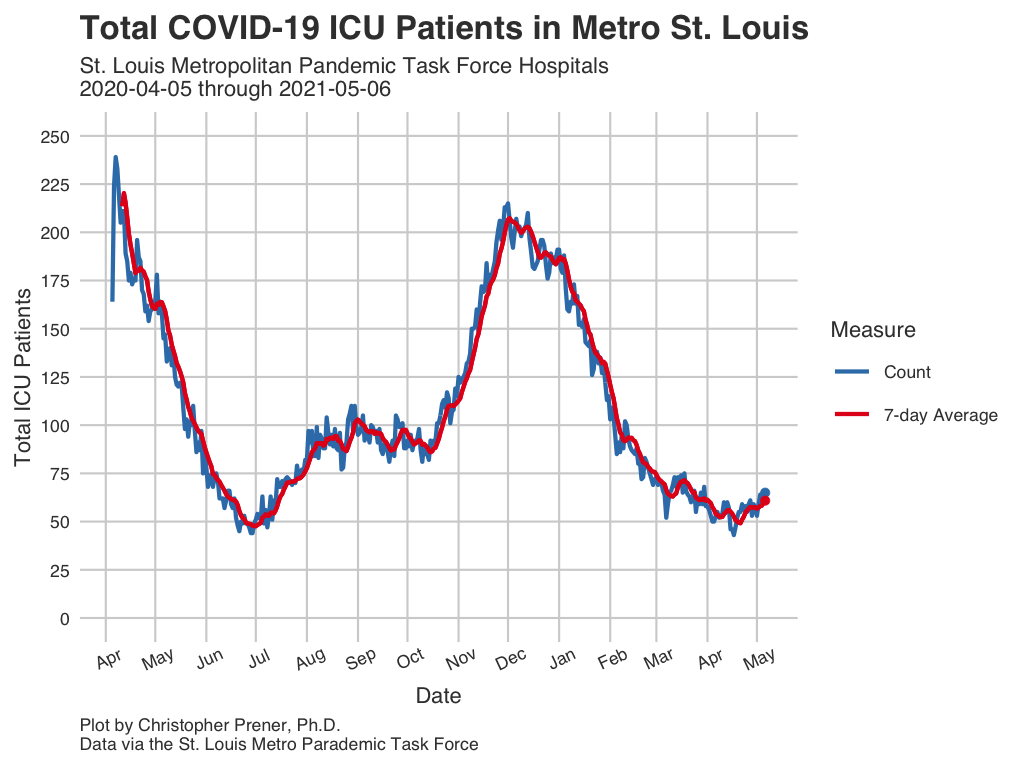 Total COVID-19 ICU Patients in Metro St. Louis
St. Louis Metropolitan Pandemic Task Force Hospitals
2020-04-05 through 2021-05-06
250
225
200
175
150
125
100
75
50
25
0
Total ICU Patients
Apr
May
Jun
Jul
Aug
Sep
Oct
Nov
Dec
Jan
Feb
Mar
Apr
May
Date
Measure
Count
7-day Average
Plot by Christopher Prener, Ph.D.
Data via the St. Louis Metro Parademic Task Force